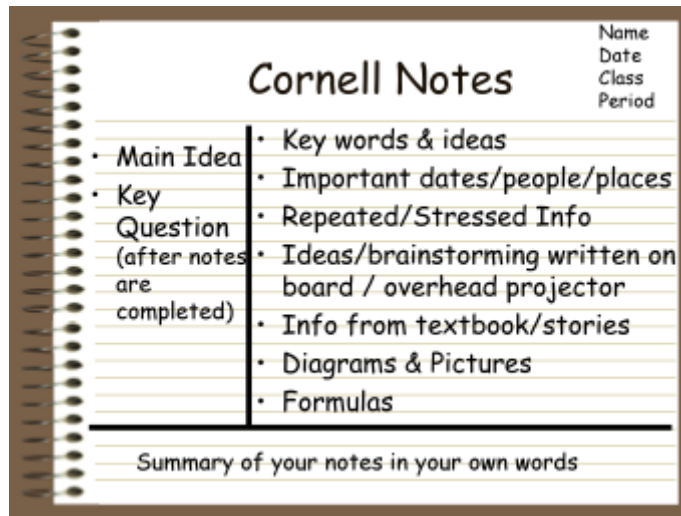 Name
Date
Class
Period
Cornell Notes
• Main Idea
• Key
Question
(after notes
are
completed)
• Key words & ideas
• Important dates/people/places
• Repeated/Stressed Info
• Ideas/brainstorming written on
board / overhead projector
• Info from textbook/stories
• Diagrams & Pictures
• Formulas
Summary of your notes in your own words